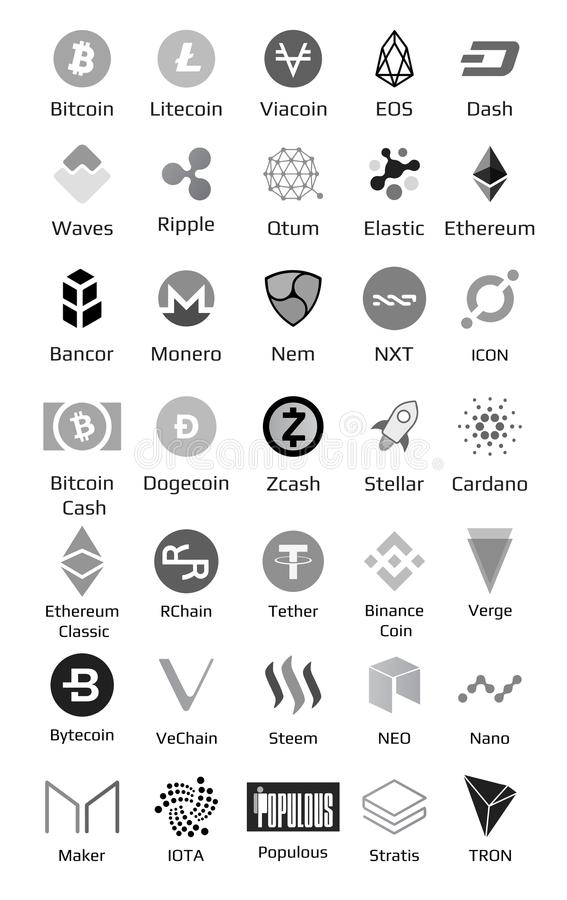 Bitcoin Litecoin Viacoin EOS Dash
Waves Ripple Qtum Elastic Ethereum
Bancor Monero Nem NXT ICON
Bitcoin Cash Dogecoin Zcash Stellar Cardano
dreamstime
Ethereum Classic RChain Tether Binance Coin Verge
Bytecoin VeChain Steem NEO Nano
POPULOUS
Maker IOTA Populous Stratis TRON